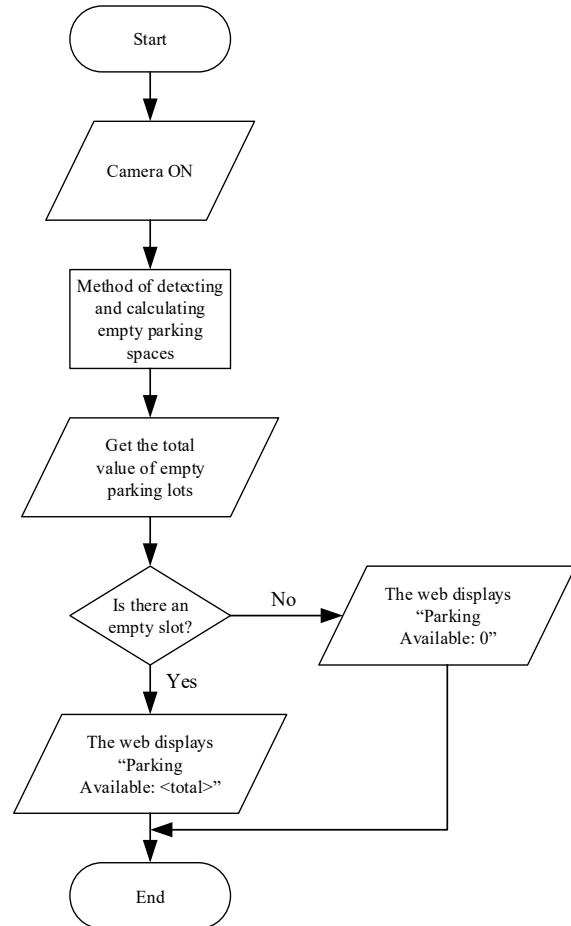 Start
Camera ON
Method of detecting
and calculating
empty parking
spaces
Get the total
value of empty
parking lots
Is there an
empty slot?
No
The web displays
“Parking
Available: 0”
Yes
The web displays
“Parking
Available: <total>”
End